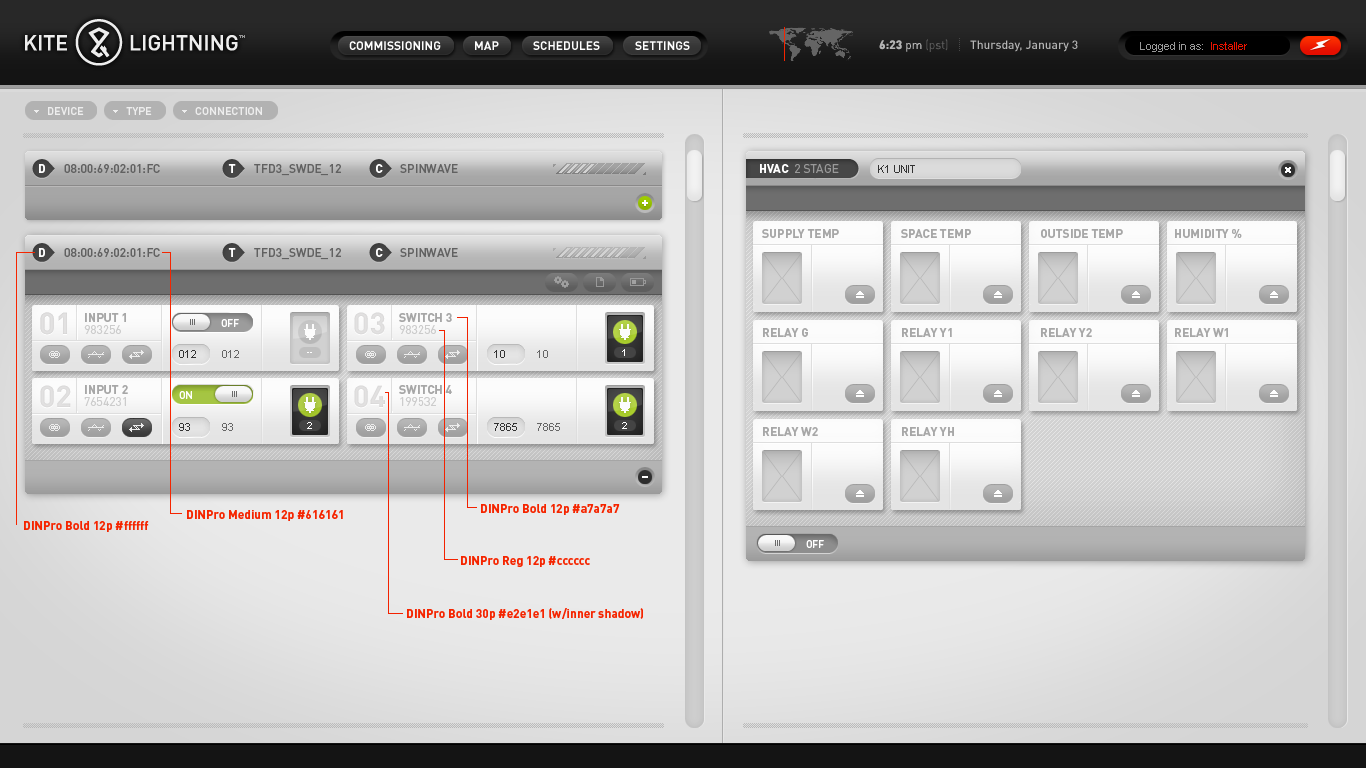 KITE LIGHTNING™
COMMISSIONING MAP SCHEDULES SETTINGS
6:23 pm (pst) Thursday, January 3
Logged in as: Installer
DEVICE TYPE CONNECTION
D 08:00:69:02:01:FC T TFD3_SWDE_12 C SPINWAVE
D 08:00:69:02:01:FC T TFD3_SWDE_12 C SPINWAVE
01 INPUT 1
983256
OFF
012 012
--
03 SWITCH 3
983256
10 10
1
02 INPUT 2
7654231
ON
93 93
2
04 SWITCH 4
199532
7865 7865
2
DINPro Bold 12p #ffffff
DINPro Medium 12p #616161
DINPro Bold 12p #a7a7a7
DINPro Reg 12p #cccccc
DINPro Bold 30p #e2e1e1 (w/inner shadow)
HVAC 2 STAGE K1 UNIT
SUPPLY TEMP SPACE TEMP OUTSIDE TEMP HUMIDITY %
RELAY G RELAY Y1 RELAY Y2 RELAY W1
RELAY W2 RELAY YH
OFF